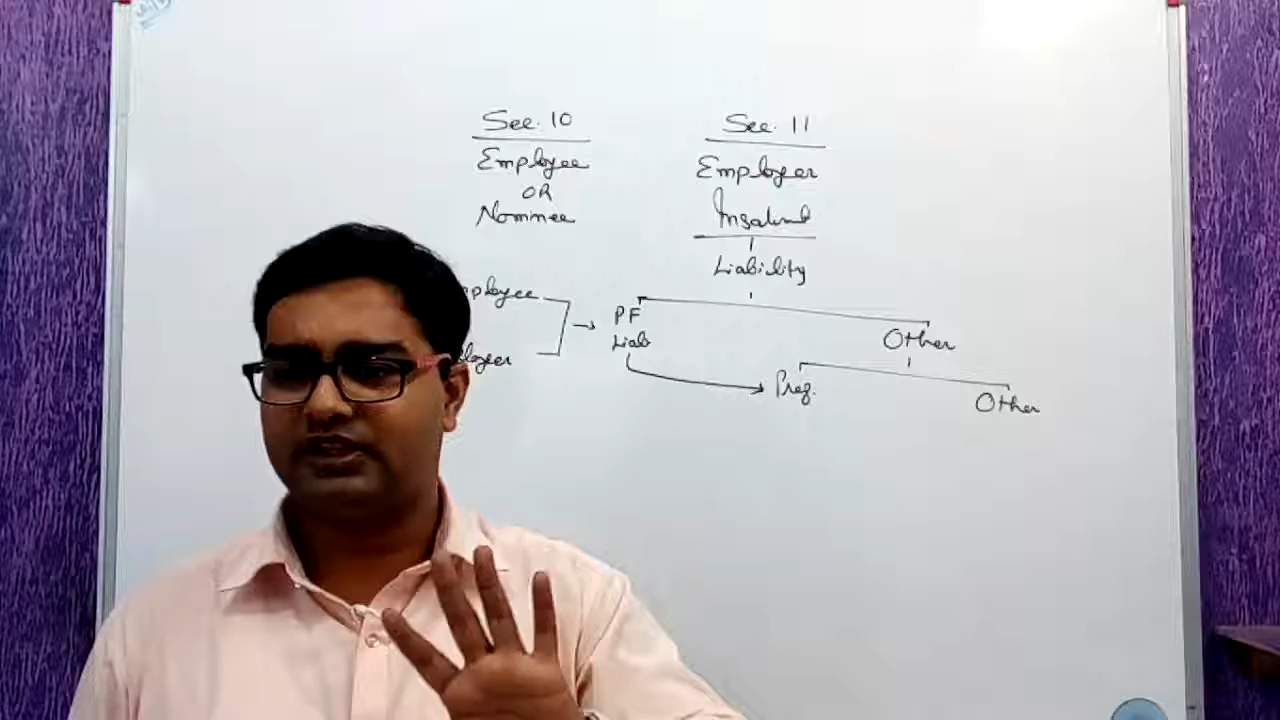 Sec. 10
Employee
OR
Nominee
Sec. 11
Employer
Insolvent
Liability
PF
Liab
Other
Pref.
Other